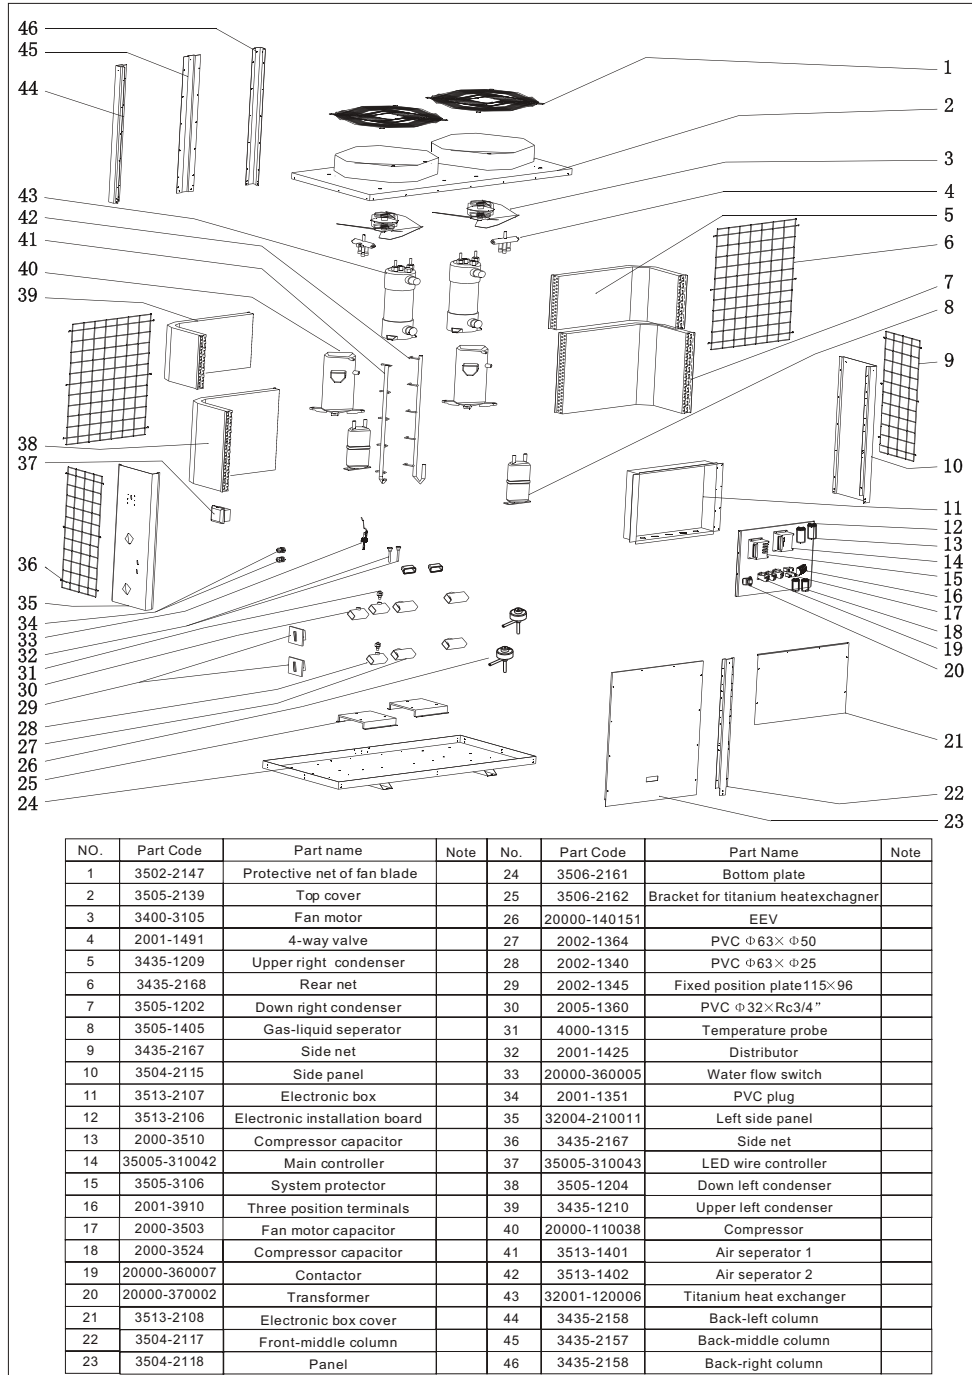 46
45
44
43
42
41
40
39
38
37
36
35
34
33
32
31
30
29
28
27
26
25
24
1
2
3
4
5
6
7
8
9
10
11
12
13
14
15
16
17
18
19
20
21
22
23
NO. Part Code Part name Note No. Part Code Part Name Note
1 3502-2147 Protective net of fan blade 24 3506-2161 Bottom plate
2 3505-2139 Top cover 25 3506-2162 Bracket for titanium heatexchagner
3 3400-3105 Fan motor 26 20000-140151 EEV
4 2001-1491 4-way valve 27 2002-1364 PVC Φ63× Φ50
5 3435-1209 Upper right condenser 28 2002-1340 PVC Φ63× Φ25
6 3435-2168 Rear net 29 2002-1345 Fixed position plate115×96
7 3505-1202 Down right condenser 30 2005-1360 PVC Φ32×Rc3/4”
8 3505-1405 Gas-liquid seperator 31 4000-1315 Temperature probe
9 3435-2167 Side net 32 2001-1425 Distributor
10 3504-2115 Side panel 33 20000-360005 Water flow switch
11 3513-2107 Electronic box 34 2001-1351 PVC plug
12 3513-2106 Electronic installation board 35 32004-210011 Left side panel
13 2000-3510 Compressor capacitor 36 3435-2167 Side net
14 35005-310042 Main controller 37 35005-310043 LED wire controller
15 3505-3106 System protector 38 3505-1204 Down left condenser
16 2001-3910 Three position terminals 39 3435-1210 Upper left condenser
17 2000-3503 Fan motor capacitor 40 20000-110038 Compressor
18 2000-3524 Compressor capacitor 41 3513-1401 Air seperator 1
19 20000-360007 Contactor 42 3513-1402 Air seperator 2
20 20000-370002 Transformer 43 32001-120006 Titanium heat exchanger
21 3513-2108 Electronic box cover 44 3435-2158 Back-left column
22 3504-2117 Front-middle column 45 3435-2157 Back-middle column
23 3504-2118 Panel 46 3435-2158 Back-right column